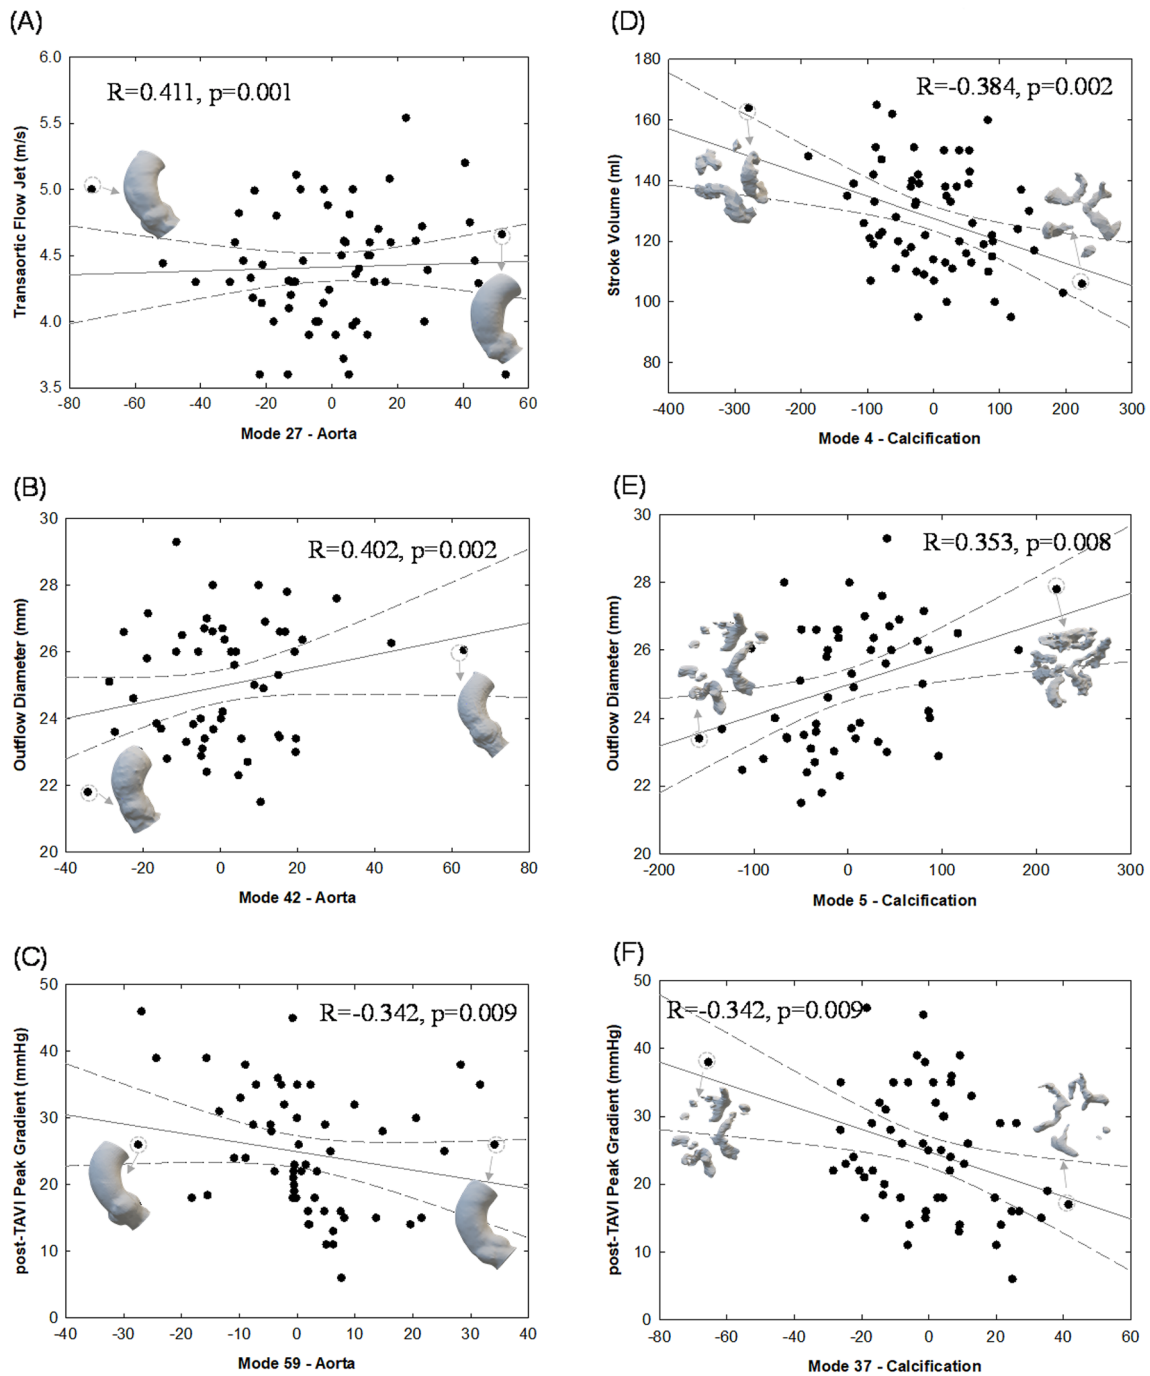 (A)
R=0.411, p=0.001
Transaortic Flow Jet (m/s)
6.0
5.5
5.0
4.5
4.0
3.5
-80 -60 -40 -20 0 20 40 60
Mode 27 - Aorta
(D)
R=-0.384, p=0.002
Stroke Volume (ml)
180
160
140
120
100
80
-400 -300 -200 -100 0 100 200 300
Mode 4 - Calcification
(B)
R=0.402, p=0.002
Outflow Diameter (mm)
30
28
26
24
22
20
-40 -20 0 20 40 60 80
Mode 42 - Aorta
(E)
R=0.353, p=0.008
Outflow Diameter (mm)
30
28
26
24
22
20
-200 -100 0 100 200 300
Mode 5 - Calcification
(C)
R=-0.342, p=0.009
post-TAVI Peak Gradient (mmHg)
50
40
30
20
10
0
-40 -30 -20 -10 0 10 20 30 40
Mode 59 - Aorta
(F)
R=-0.342, p=0.009
post-TAVI Peak Gradient (mmHg)
50
40
30
20
10
0
-80 -60 -40 -20 0 20 40 60
Mode 37 - Calcification